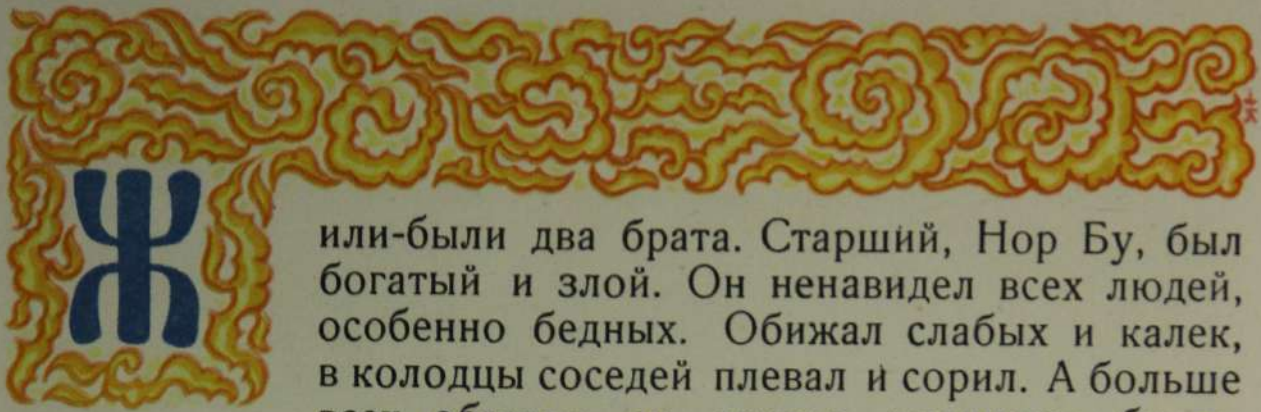 Жили-были два брата. Старший, Нор Бу, был
богатый и злой. Он ненавидел всех людей,
особенно бедных. Обижал слабых и калек,
в колодцы соседей плевал и сорил. А больше